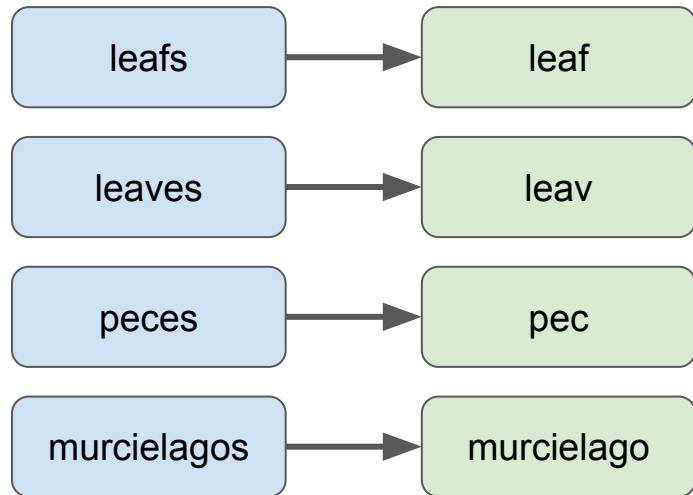 leafs leaf
leaves leav
peces pec
murcielagos murcielago